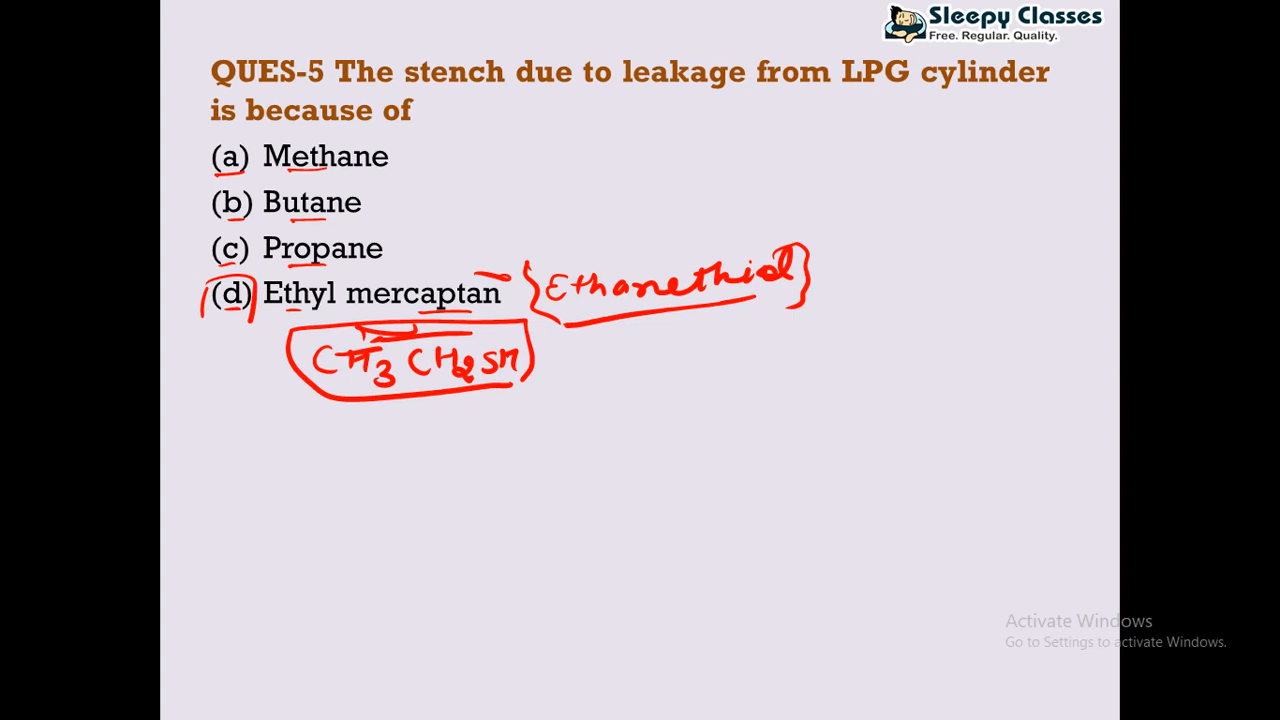 Sleepy Classes
Free. Regular. Quality.
QUES-5 The stench due to leakage from LPG cylinder
is because of
(a) Methane
(b) Butane
(c) Propane
(d) Ethyl mercaptan - {Ethanethiol}
CH3 CH2SH
Activate Windows
Go to Settings to activate Windows.